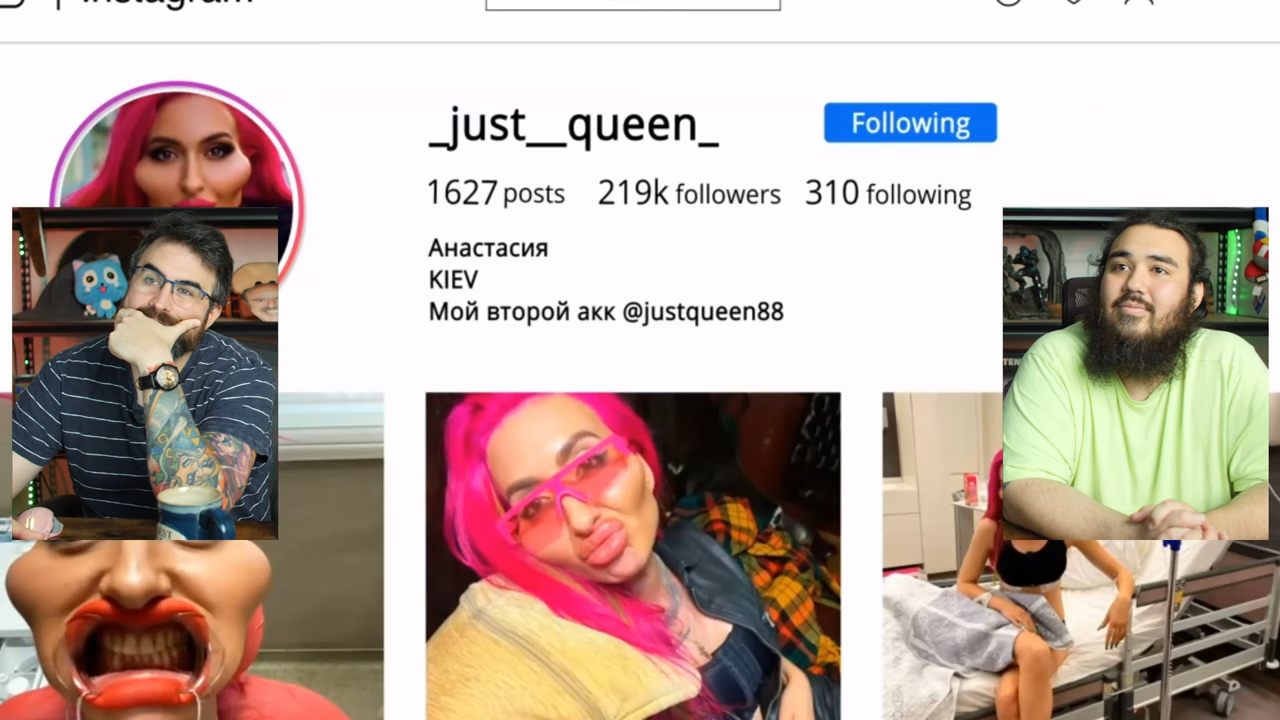 Instagram
_just__queen_
Following
1627 posts 219k followers 310 following
Анастасия
KIEV
Мой второй акк @justqueen88